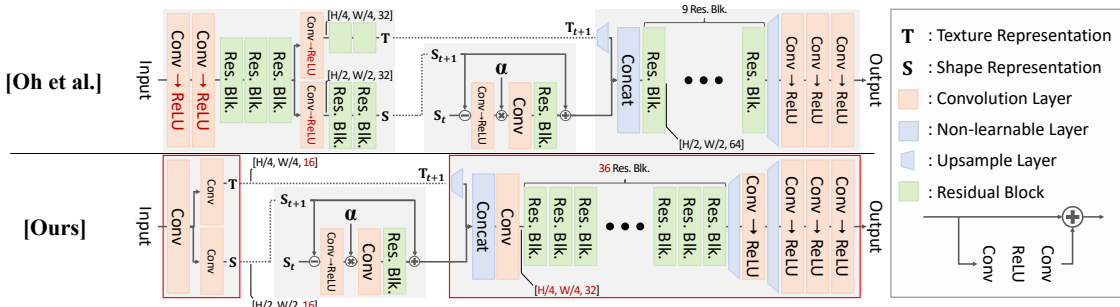 [Oh et al.]
Input
Conv→ReLU
Conv→ReLU
Res. Blk.
Res. Blk.
Res. Blk.
Conv→ReLU
[H/4, W/4, 32]
T
Conv→ReLU
[H/2, W/2, 32]
Res. Blk.
Res. Blk.
S
S_{t+1}
α
S_t
−
Conv→ReLU
×
Conv
Res. Blk.
+
T_{t+1}
Concat
9 Res. Blk.
Res. Blk.
•••
Res. Blk.
[H/2, W/2, 64]
Conv→ReLU
Conv→ReLU
Conv→ReLU
Output
[Ours]
Input
Conv
Conv
[H/4, W/4, 16]
T
Conv
S
[H/2, W/2, 16]
S_{t+1}
α
S_t
−
Conv→ReLU
×
Conv
Res. Blk.
+
T_{t+1}
Concat
Conv
[H/4, W/4, 32]
36 Res. Blk.
Res. Blk.
Res. Blk.
Res. Blk.
•••
Res. Blk.
Res. Blk.
Res. Blk.
Conv→ReLU
Conv→ReLU
Conv→ReLU
Conv→ReLU
Output
T : Texture Representation
S : Shape Representation
: Convolution Layer
: Non-learnable Layer
: Upsample Layer
: Residual Block
Conv
ReLU
Conv
+